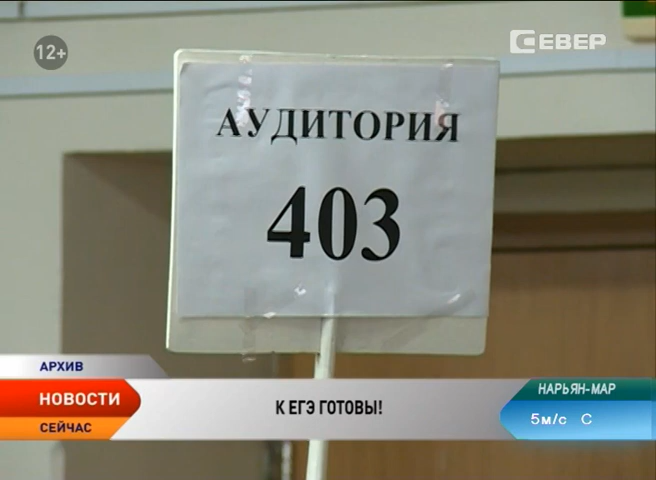 12+
СЕВЕР
АУДИТОРИЯ
403
АРХИВ
НОВОСТИ
СЕЙЧАС
К ЕГЭ ГОТОВЫ!
НАРЬЯН-МАР
5м/с С